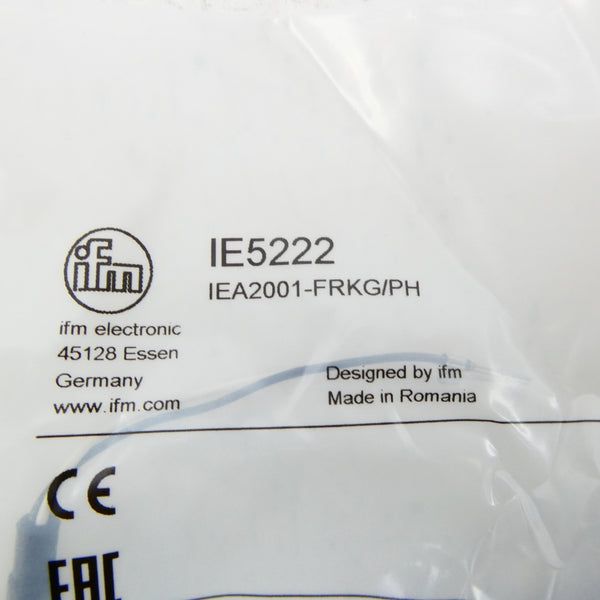 ifm
IE5222
IEA2001-FRKG/PH
ifm electronic
45128 Essen
Germany
www.ifm.com
Designed by ifm
Made in Romania
CE
EAC